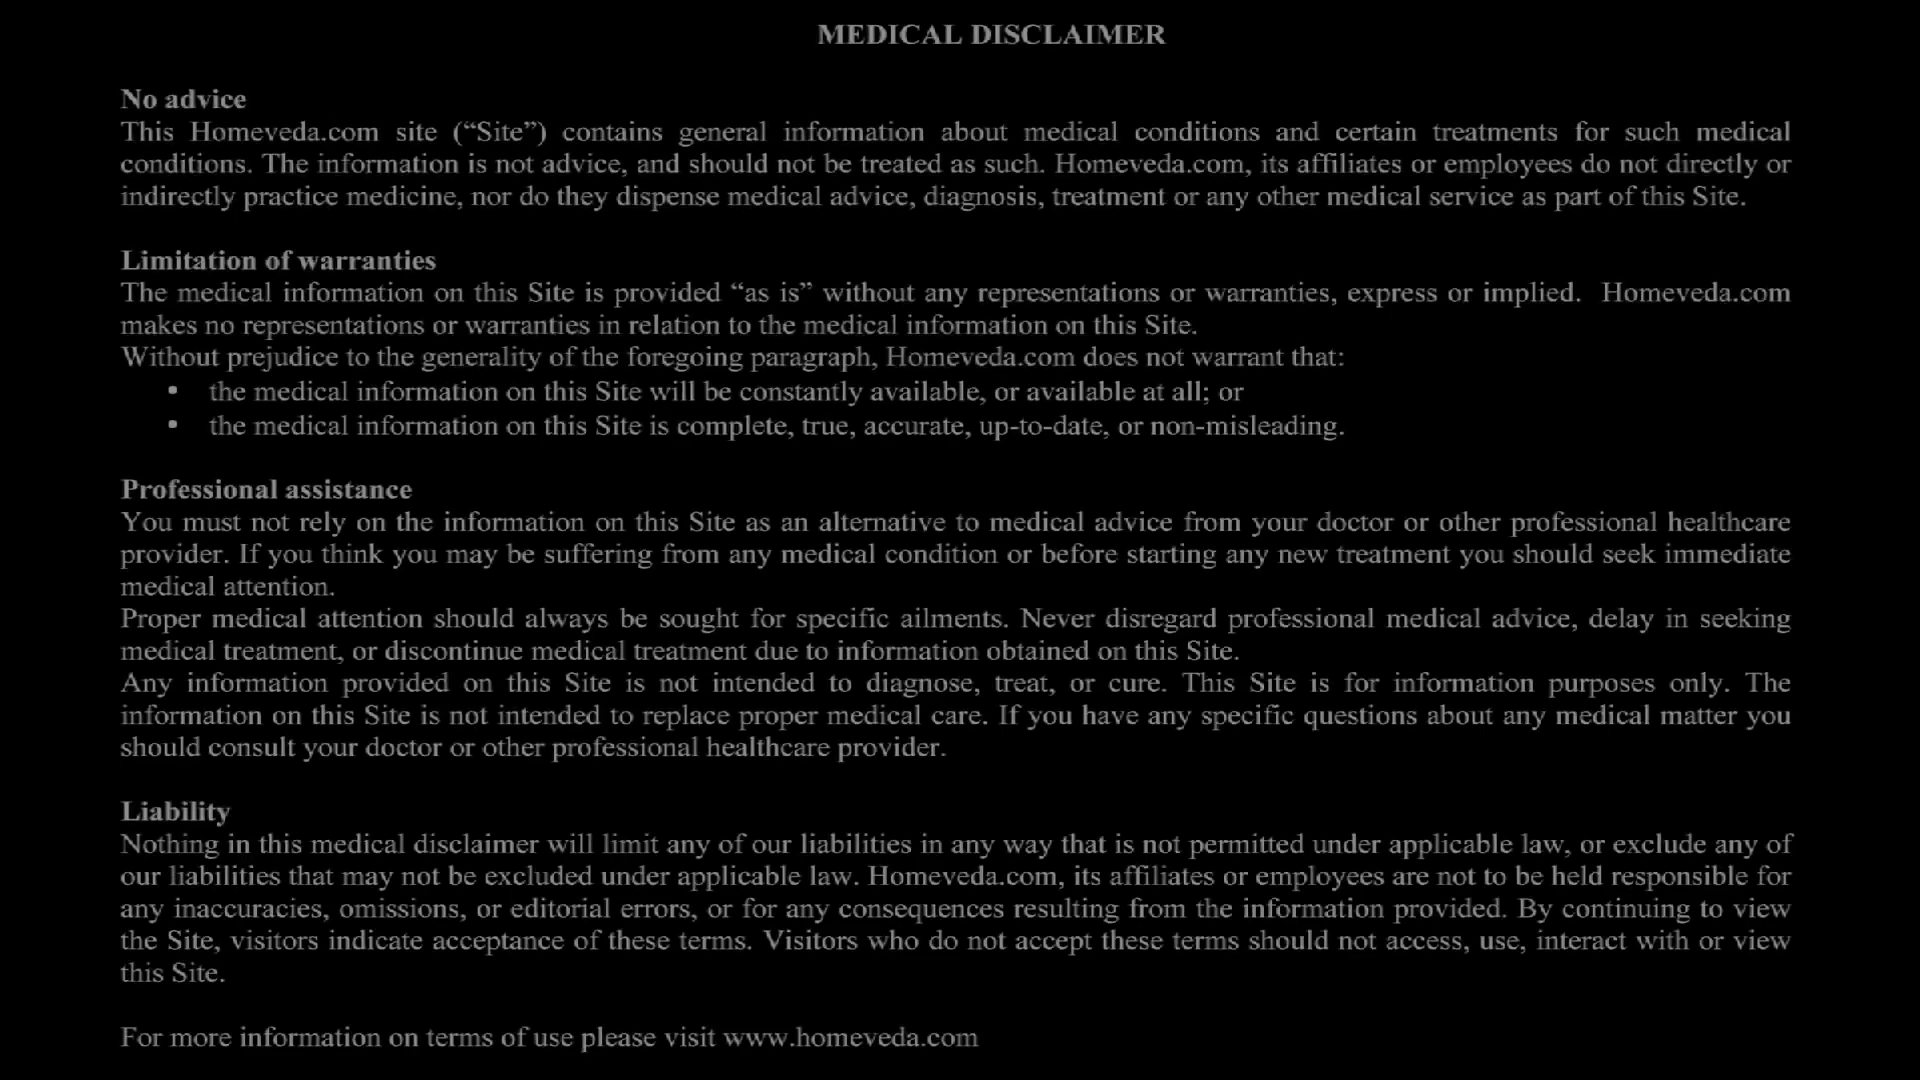 MEDICAL DISCLAIMER
No advice
This Homeveda.com site (“Site”) contains general information about medical conditions and certain treatments for such medical
conditions. The information is not advice, and should not be treated as such. Homeveda.com, its affiliates or employees do not directly or
indirectly practice medicine, nor do they dispense medical advice, diagnosis, treatment or any other medical service as part of this Site.
Limitation of warranties
The medical information on this Site is provided “as is” without any representations or warranties, express or implied. Homeveda.com
makes no representations or warranties in relation to the medical information on this Site.
Without prejudice to the generality of the foregoing paragraph, Homeveda.com does not warrant that:
• the medical information on this Site will be constantly available, or available at all; or
• the medical information on this Site is complete, true, accurate, up-to-date, or non-misleading.
Professional assistance
You must not rely on the information on this Site as an alternative to medical advice from your doctor or other professional healthcare
provider. If you think you may be suffering from any medical condition or before starting any new treatment you should seek immediate
medical attention.
Proper medical attention should always be sought for specific ailments. Never disregard professional medical advice, delay in seeking
medical treatment, or discontinue medical treatment due to information obtained on this Site.
Any information provided on this Site is not intended to diagnose, treat, or cure. This Site is for information purposes only. The
information on this Site is not intended to replace proper medical care. If you have any specific questions about any medical matter you
should consult your doctor or other professional healthcare provider.
Liability
Nothing in this medical disclaimer will limit any of our liabilities in any way that is not permitted under applicable law, or exclude any of
our liabilities that may not be excluded under applicable law. Homeveda.com, its affiliates or employees are not to be held responsible for
any inaccuracies, omissions, or editorial errors, or for any consequences resulting from the information provided. By continuing to view
the Site, visitors indicate acceptance of these terms. Visitors who do not accept these terms should not access, use, interact with or view
this Site.
For more information on terms of use please visit www.homeveda.com